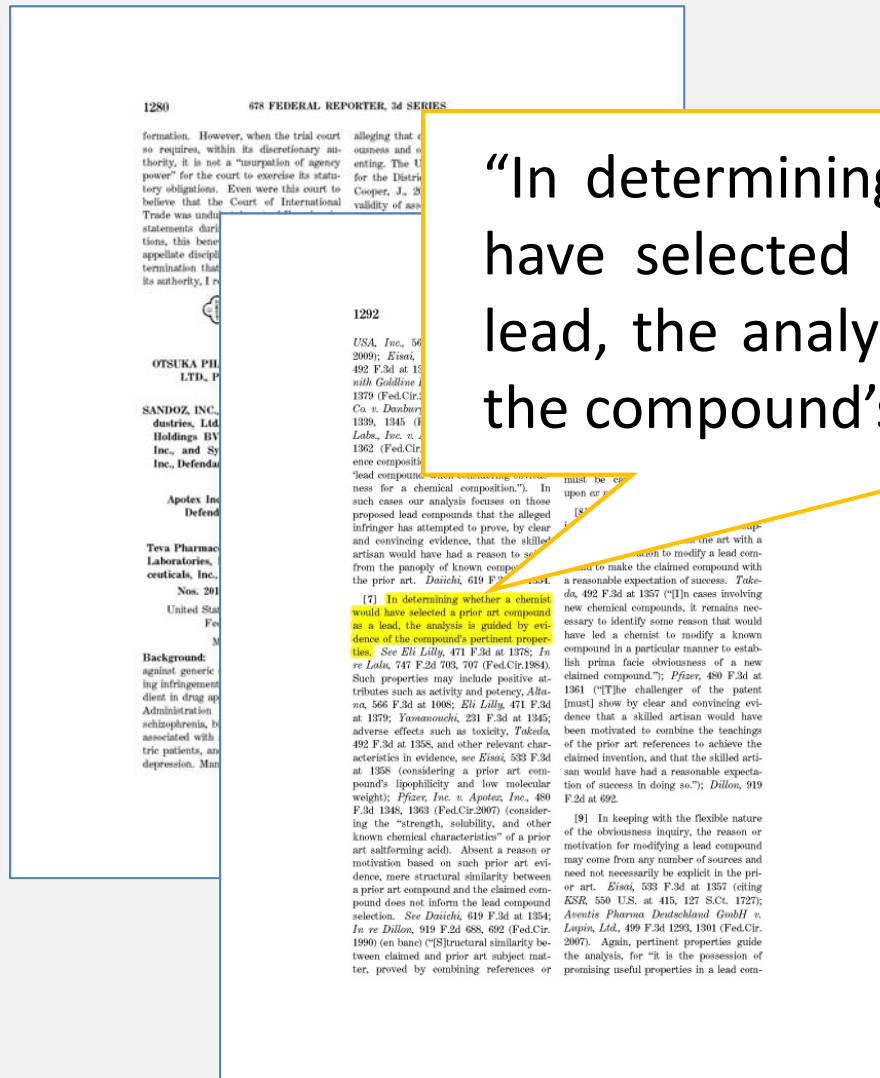 1280 678 FEDERAL REPORTER, 3d SERIES
formation. However, when the trial court
so requires, within its discretionary au-
thority, it is not a "usurpation of agency
power" for the court to exercise its statu-
tory obligations. Even were this court to
believe that the Court of International
Trade was undu
statements duri
tions, this bene
appellate discipl
termination that
its authority, I r
OTSUKA PH
LTD., P
SANDOZ, INC.,
dustries, Ltd
Holdings BV
Inc., and Sy
Inc., Defenda
Apotex Inc
Defend
Teva Pharmac
Laboratories,
ceuticals, Inc.,
Nos. 201
United Stat
Fe
M
Background:
against generic
ing infringement
dient in drug ap
Administration
schizophrenia, b
associated with
tric patients, an
depression. Man
alleging that
ousness and
enting. The U
for the Distri
Cooper, J., 20
validity of ass
“In determining
have selected
lead, the analy
the compound’s
1292
USA, Inc., 56
2009); Eisai,
492 F.3d at 13
nith Goldline
1379 (Fed.Cir.
Co. v. Danbury
1339, 1345 (F
Labs., Inc. v.
1362 (Fed.Cir.
ence compositi
'lead compound
ness for a chemical composition."). In
such cases our analysis focuses on those
proposed lead compounds that the alleged
infringer has attempted to prove, by clear
and convincing evidence, that the skilled
artisan would have had a reason to
from the panoply of known
the prior art. Daiichi, 619
[7] In determining whether a chemist
would have selected a prior art compound
as a lead, the analysis is guided by evi-
dence of the compound's pertinent proper-
ties. See Eli Lilly, 471 F.3d at 1378; In
re Lalu, 747 F.2d 703, 707 (Fed.Cir.1984).
Such properties may include positive at-
tributes such as activity and potency, Alta-
na, 566 F.3d at 1008; Eli Lilly, 471 F.3d
at 1379; Yamanouchi, 231 F.3d at 1345;
adverse effects such as toxicity, Takeda,
492 F.3d at 1358, and other relevant char-
acteristics in evidence, see Eisai, 533 F.3d
at 1358 (considering a prior art com-
pound's lipophilicity and low molecular
weight); Pfizer, Inc. v. Apotex, Inc., 480
F.3d 1348, 1363 (Fed.Cir.2007) (consider-
ing the "strength, solubility, and other
known chemical characteristics" of a prior
art saltforming acid). Absent a reason or
motivation based on such prior art evi-
dence, mere structural similarity between
a prior art compound and the claimed com-
pound does not inform the lead compound
selection. See Daiichi, 619 F.3d at 1354;
In re Dillon, 919 F.2d 688, 692 (Fed.Cir.
1990) (en banc) ("[S]tructural similarity be-
tween claimed and prior art subject mat-
ter, proved by combining references or
must be ca
upon
the art with a
to modify a lead com-
to make the claimed compound with
a reasonable expectation of success. Take-
da, 492 F.3d at 1357 ("[I]n cases involving
new chemical compounds, it remains nec-
essary to identify some reason that would
have led a chemist to modify a known
compound in a particular manner to estab-
lish prima facie obviousness of a new
claimed compound."); Pfizer, 480 F.3d at
1361 ("[T]he challenger of the patent
[must] show by clear and convincing evi-
dence that a skilled artisan would have
been motivated to combine the teachings
of the prior art references to achieve the
claimed invention, and that the skilled arti-
san would have had a reasonable expecta-
tion of success in doing so."); Dillon, 919
F.2d at 692.
[9] In keeping with the flexible nature
of the obviousness inquiry, the reason or
motivation for modifying a lead compound
may come from any number of sources and
need not necessarily be explicit in the pri-
or art. Eisai, 533 F.3d at 1357 (citing
KSR, 550 U.S. at 415, 127 S.Ct. 1727);
Aventis Pharma Deutschland GmbH v.
Lupin, Ltd., 499 F.3d 1293, 1301 (Fed.Cir.
2007). Again, pertinent properties guide
the analysis, for "it is the possession of
promising useful properties in a lead com-